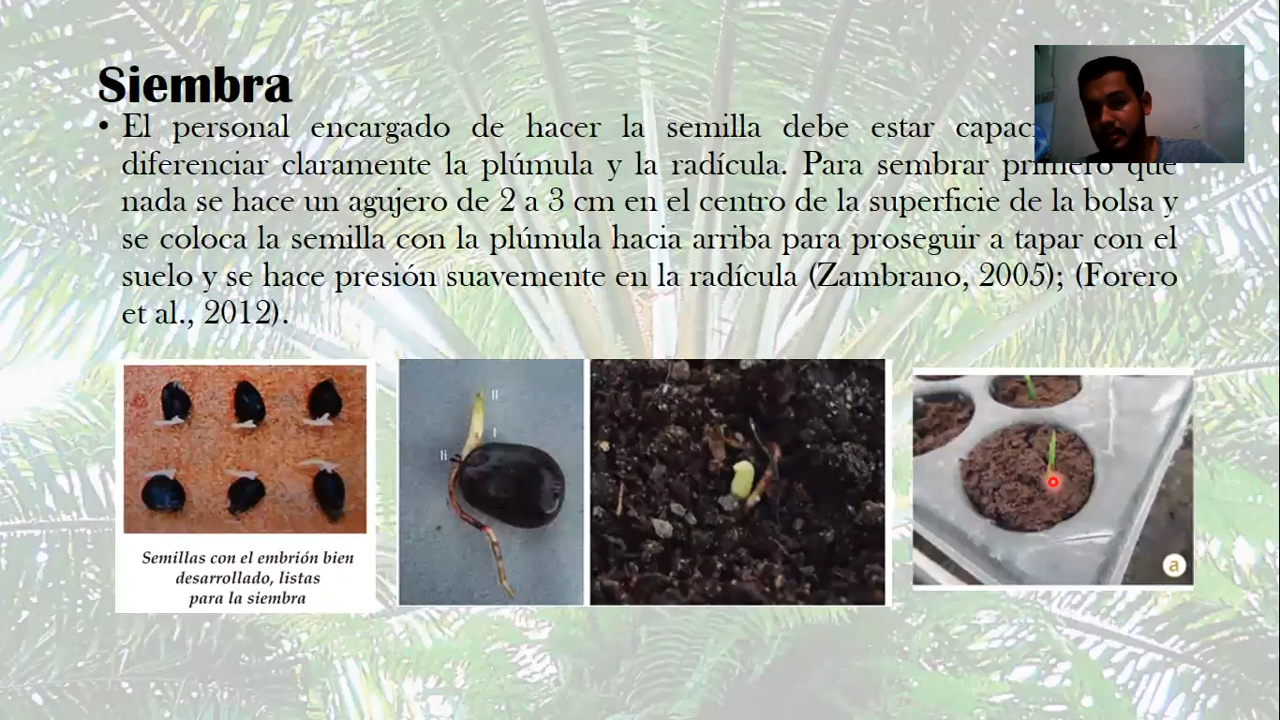 Siembra
• El personal encargado de hacer la semilla debe estar
diferenciar claramente la plúmula y la radícula. Para sembrar primero que
nada se hace un agujero de 2 a 3 cm en el centro de la superficie de la bolsa y
se coloca la semilla con la plúmula hacia arriba para proseguir a tapar con el
suelo y se hace presión suavemente en la radícula (Zambrano, 2005); (Forero
et al., 2012).
II
I
Ii
a
Semillas con el embrión bien
desarrollado, listas
para la siembra